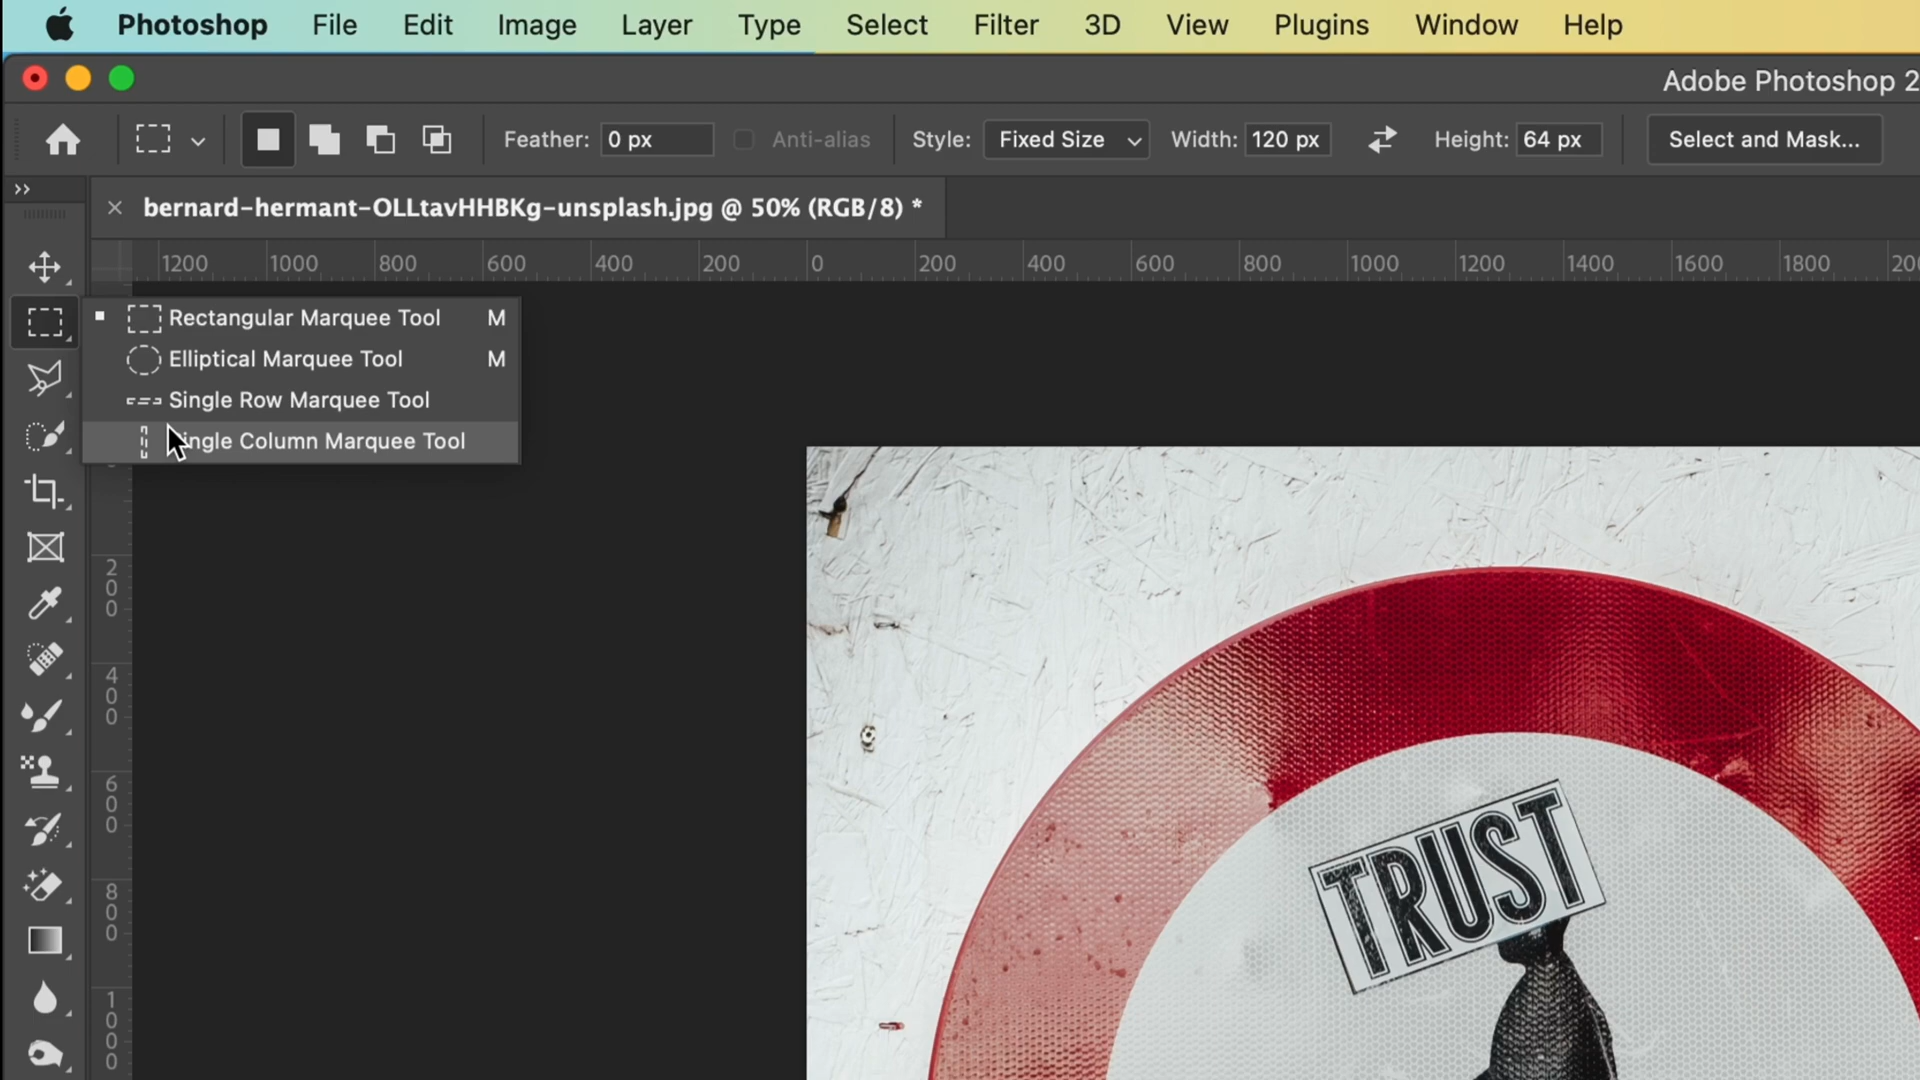 Photoshop File Edit Image Layer Type Select Filter 3D View Plugins Window Help
Adobe Photoshop 2
Feather: 0 px Anti-alias Style: Fixed Size Width: 120 px Height: 64 px Select and Mask...
bernard-hermant-OLLtavHHBKg-unsplash.jpg @ 50% (RGB/8) *
1200 1000 800 600 400 200 0 200 400 600 800 1000 1200 1400 1600 1800 200
Rectangular Marquee Tool M
Elliptical Marquee Tool M
Single Row Marquee Tool
ingle Column Marquee Tool
200
400
600
800
1000
TRUST